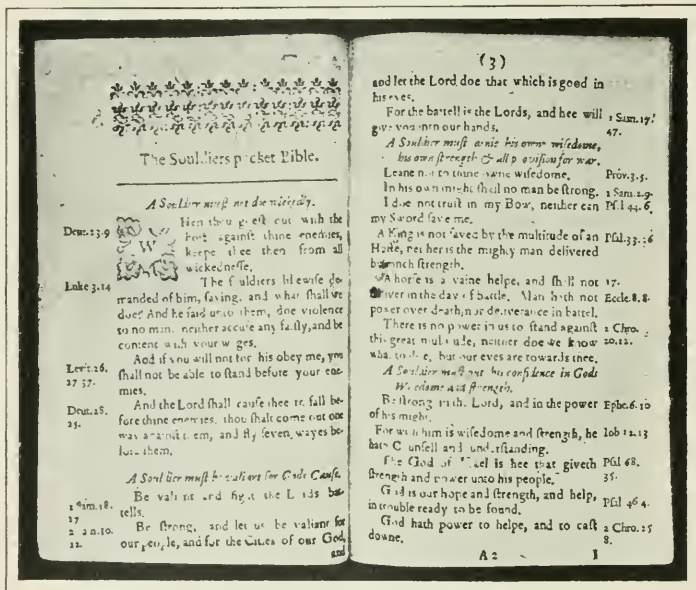 The Souldiers pocket Bible.
A Souldier must not doe wickedly.
Deut. 23.9 When thou goest out with the
host against thine enemies,
keepe thee then from all
wickednesse.
Luke 3.14 The souldiers likewise de-
manded of him, saying, and what shall we
doe? And he said unto them, doe violence
to no man, neither accuse any falsly, and be
content with your wages.
Levit. 26. And if you will not for this obey me, you
27 37. shall not be able to stand before your ene-
mies.
Deut. 28. And the Lord shall cause thee to fall be-
25. fore thine enemies, thou shalt come out one
way against them, and fly seven wayes be-
fore them.
A Souldier must be valiant for Gods Cause.
1 Sam. 18. Be valiant and fight the Lords bat-
17 tells.
2 Sam. 10. Be strong, and let us be valiant for
12. our people, and for the Cities of our God,
and
(3)
and let the Lord doe that which is good in
his eyes.
For the battell is the Lords, and hee will 1 Sam. 17.
give you into our hands. 47.
A Souldier must denie his owne wisedome,
his own strength & all provision for war.
Leane not to thine owne wisedome. Prov. 3.5.
In his own might shall no man be strong. 1 Sam. 2.9.
I doe not trust in my Bow, neither can Psal 44.6.
my Sword save me.
A King is not saved by the multitude of an Psal. 33.16
Hoste, neither is the mighty man delivered
by much strength.
A horse is a vaine helpe, and shall not 17.
deliver in the day of battle. Man hath not Eccle. 8.8.
power over death, nor deliverance in battel.
There is no power in us to stand against 2 Chro.
this great multitude, neither doe we know 20.12.
what to doe, but our eyes are towards thee.
A Souldier must put his confidence in Gods
Wisedome and strength.
Be strong in the Lord, and in the power Ephe. 6.10
of his might.
For with him is wisedome and strength, he Iob 12.13
hath Counsell and understanding.
The God of Israel is hee that giveth Psal 68.
strength and power unto his people. 35.
God is our hope and strength, and help, Psal 46 4.
in trouble ready to be found.
God hath power to helpe, and to cast 2 Chro. 25
downe. 8.
A 2 I